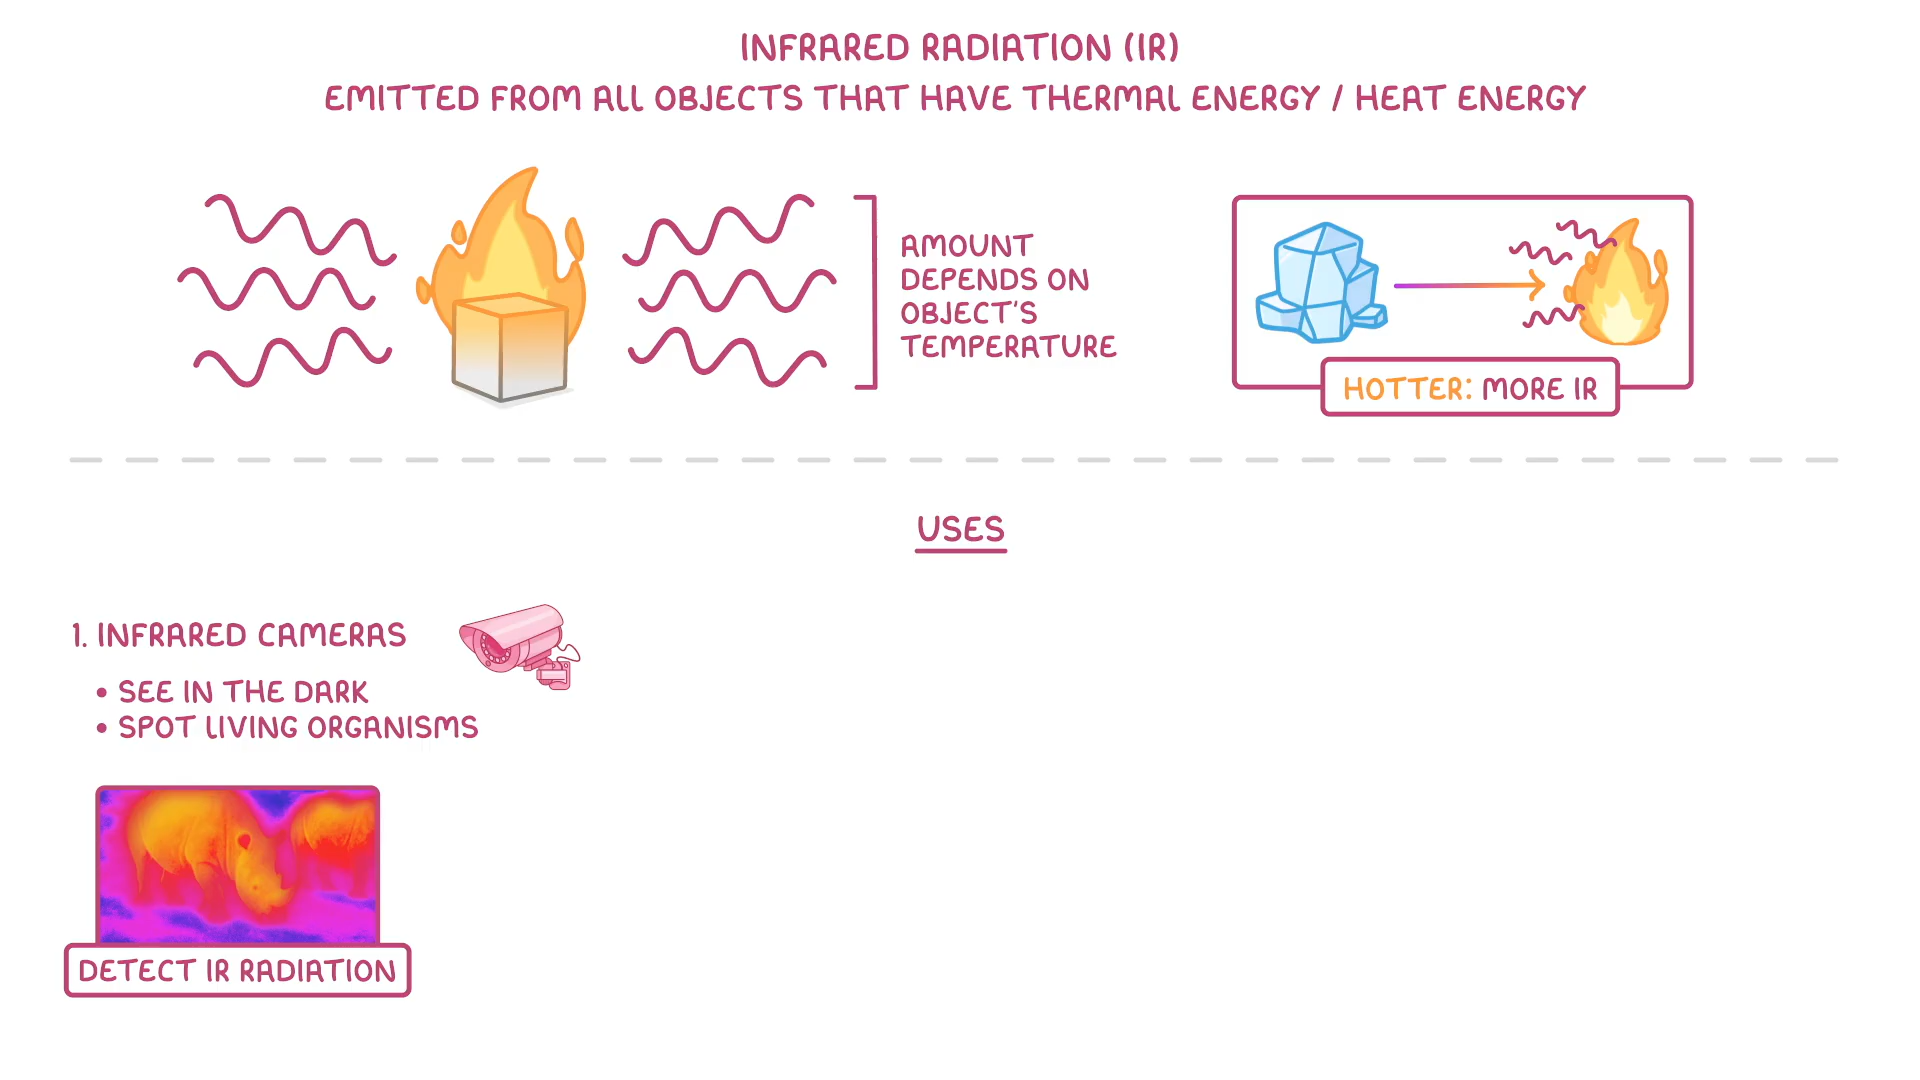 INFRARED RADIATION (IR)
EMITTED FROM ALL OBJECTS THAT HAVE THERMAL ENERGY / HEAT ENERGY
AMOUNT
DEPENDS ON
OBJECT'S
TEMPERATURE
HOTTER: MORE IR
USES
1. INFRARED CAMERAS
• SEE IN THE DARK
• SPOT LIVING ORGANISMS
DETECT IR RADIATION